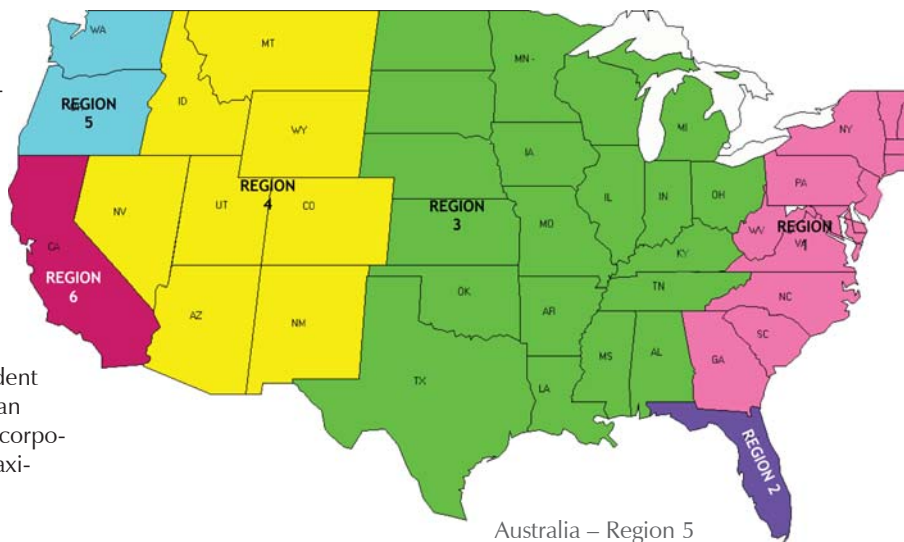 WA
MT
MN -
REGION
5
ID
WY
MI
NY
IA
PA
REGION
4
NV
UT
CO
REGION
3
IL
IN
OH
MO
WV
VA
REGION
1
CA
KY
REGION
6
AZ
NM
OK
TN
NC
AR
SC
MS
AL
GA
TX
LA
REGION 2
dent
an
corpo-
axi-
Australia – Region 5